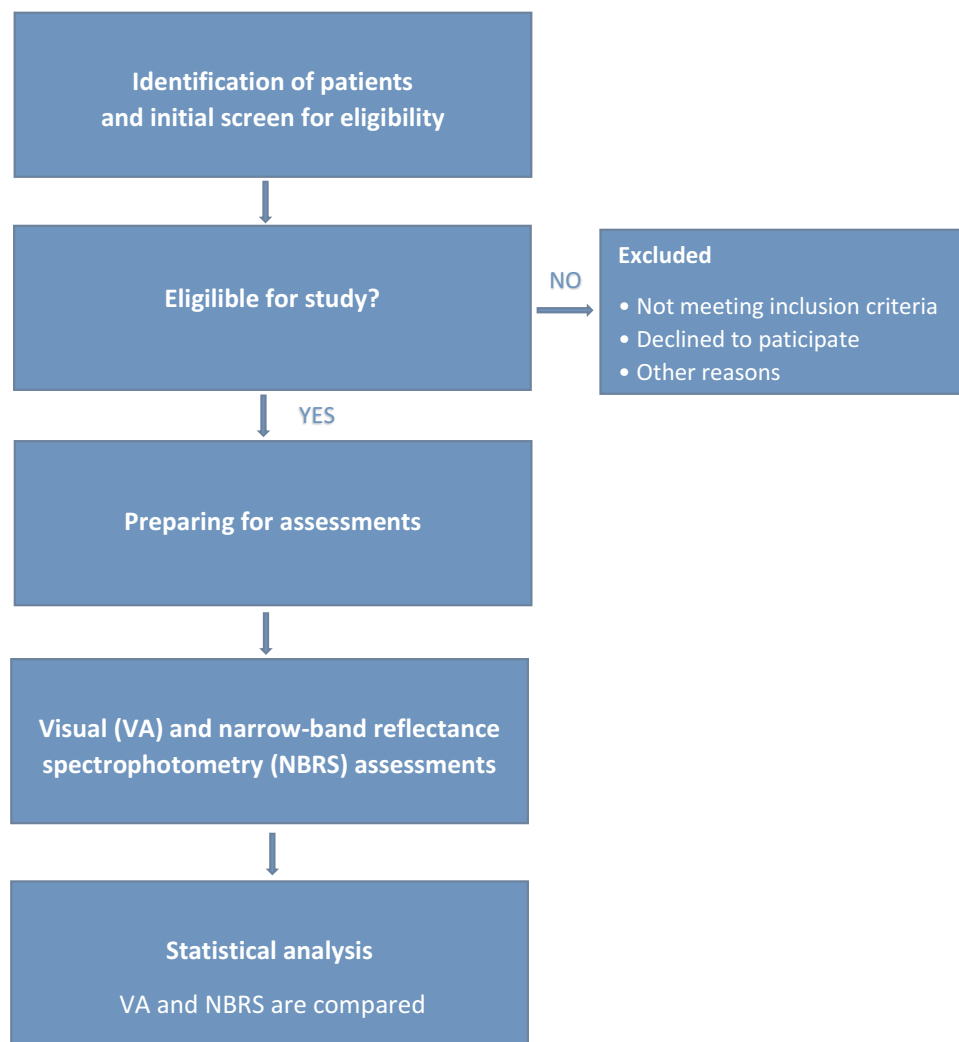 Identification of patients
and initial screen for eligibility
Eligilible for study?
NO
Excluded
• Not meeting inclusion criteria
• Declined to paticipate
• Other reasons
YES
Preparing for assessments
Visual (VA) and narrow-band reflectance
spectrophotometry (NBRS) assessments
Statistical analysis
VA and NBRS are compared